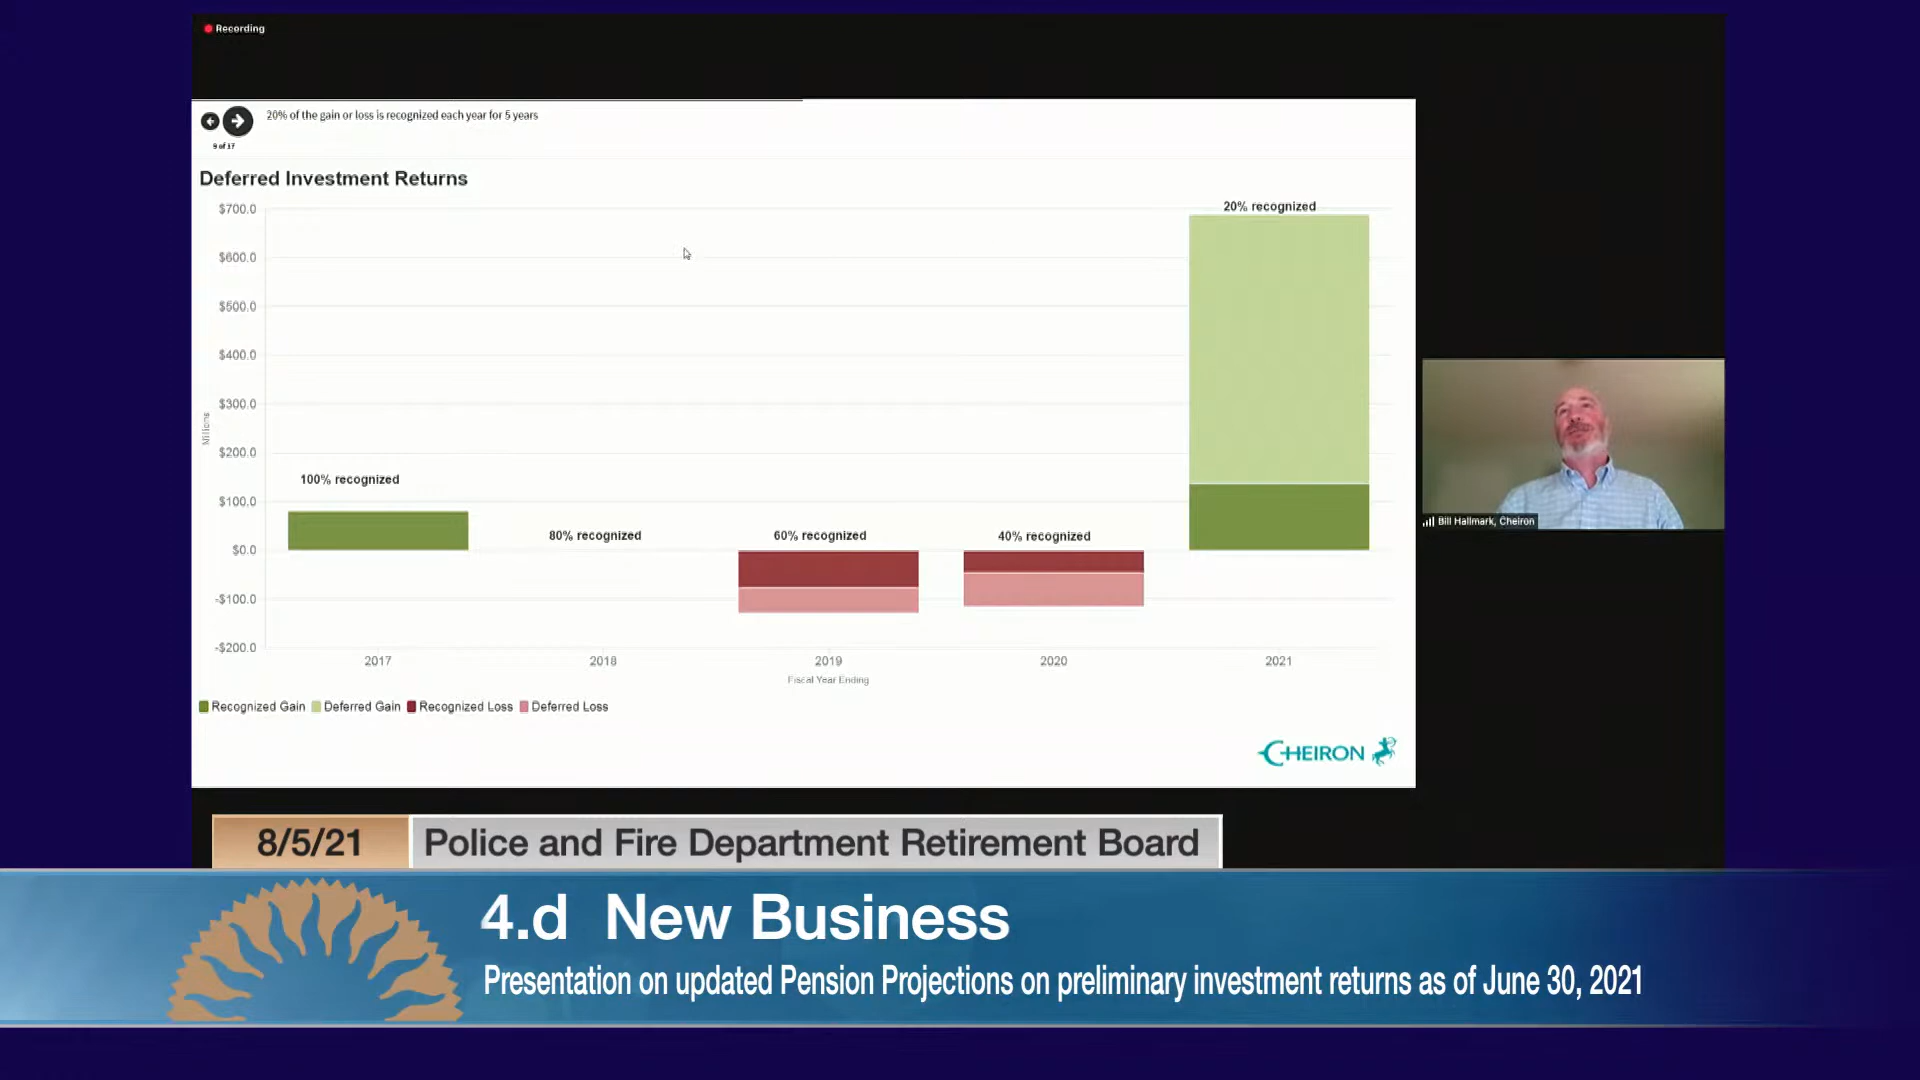 Recording
20% of the gain or loss is recognized each year for 5 years
9 of 17
Deferred Investment Returns
$700.0
$600.0
$500.0
$400.0
$300.0
$200.0
$100.0
$0.0
-$100.0
-$200.0
Millions
100% recognized
80% recognized
60% recognized
40% recognized
20% recognized
2017 2018 2019 2020 2021
Fiscal Year Ending
Recognized Gain Deferred Gain Recognized Loss Deferred Loss
CHEIRON
Bill Hallmark, Cheiron
8/5/21 Police and Fire Department Retirement Board
4.d New Business
Presentation on updated Pension Projections on preliminary investment returns as of June 30, 2021